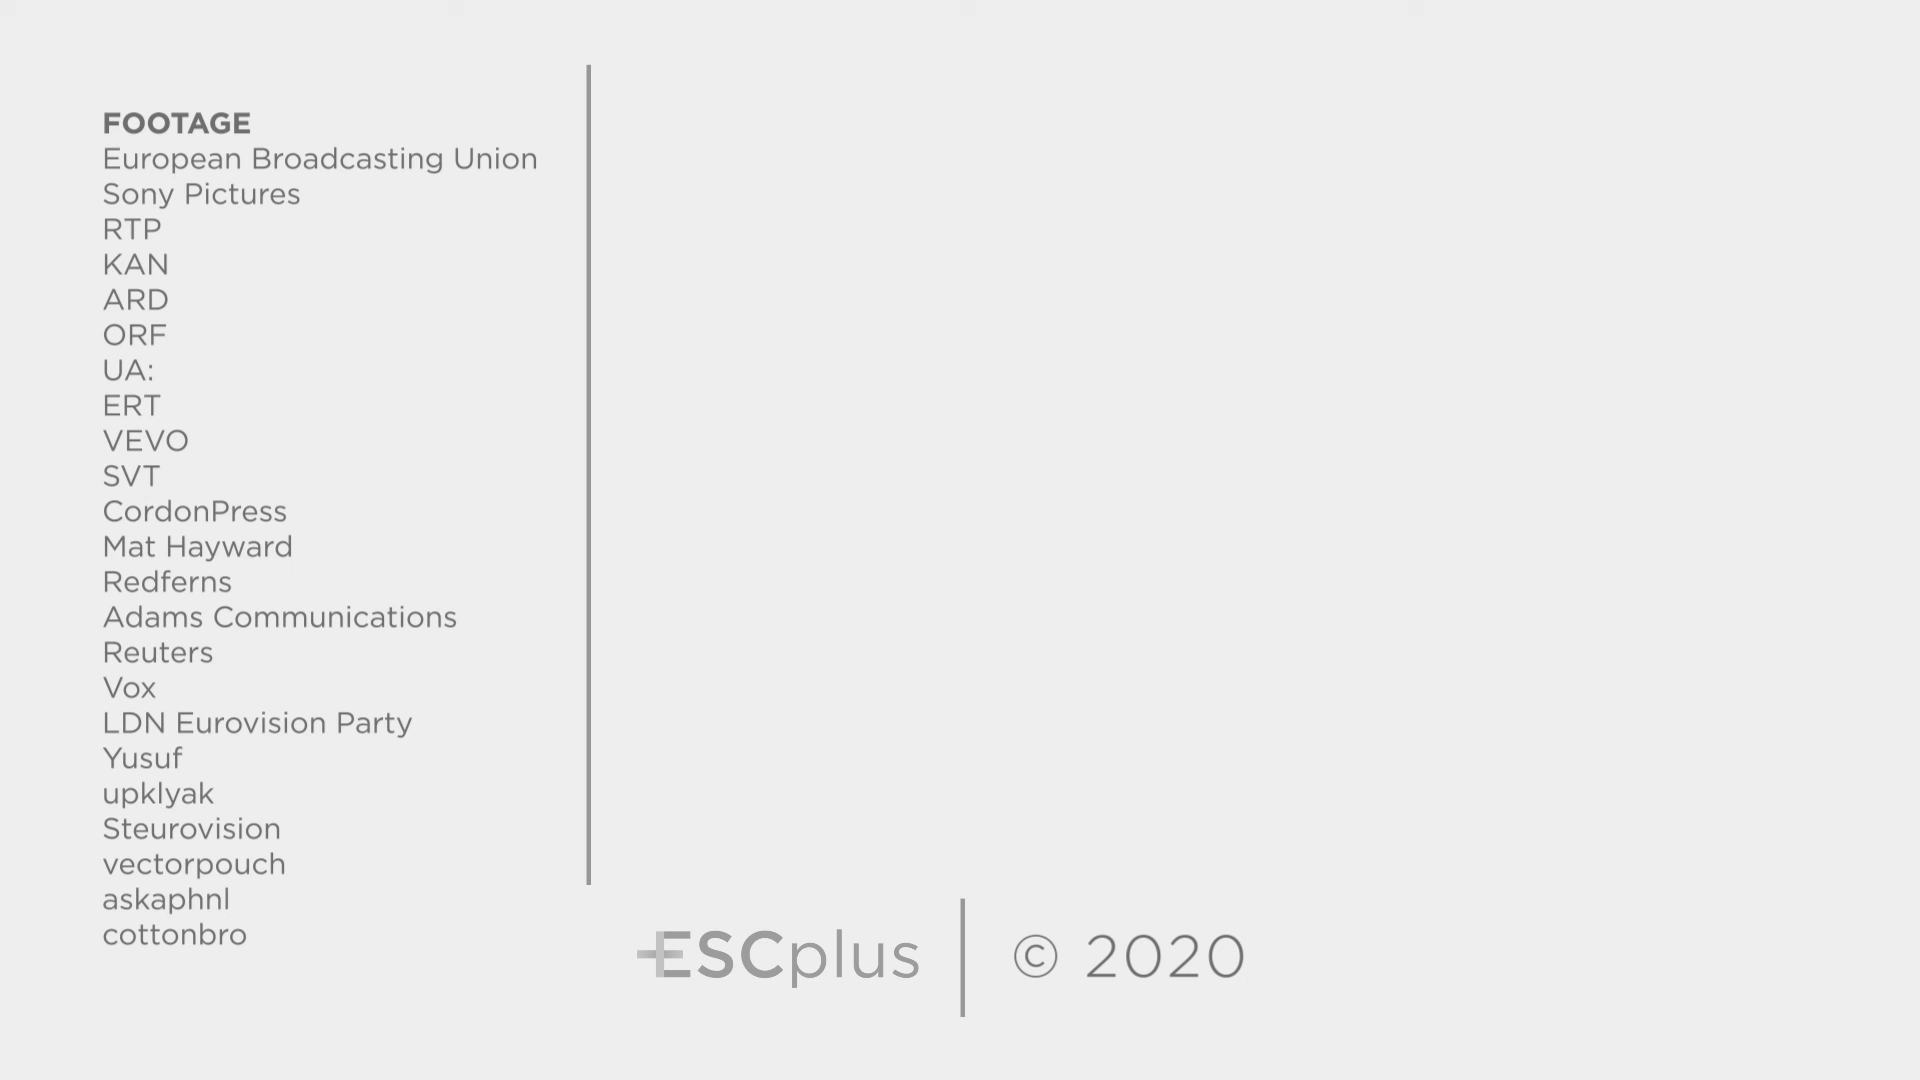 FOOTAGE
European Broadcasting Union
Sony Pictures
RTP
KAN
ARD
ORF
UA:
ERT
VEVO
SVT
CordonPress
Mat Hayward
Redferns
Adams Communications
Reuters
Vox
LDN Eurovision Party
Yusuf
upklyak
Steurovision
vectorpouch
askaphnl
cottonbro
ESCplus
© 2020